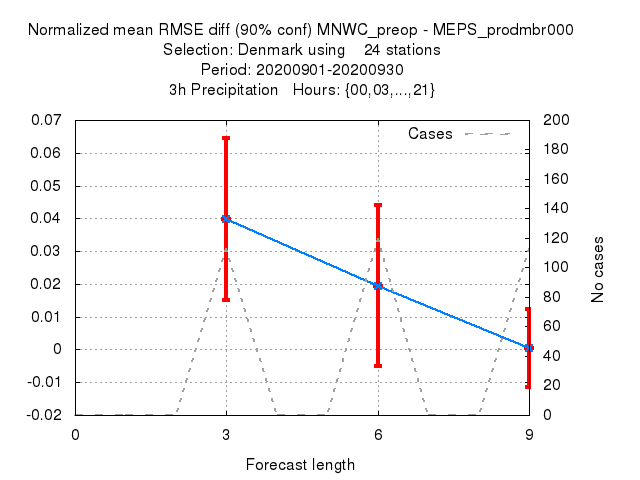 Normalized mean RMSE diff (90% conf) MNWC_preop - MEPS_prodmbr000
Selection: Denmark using 24 stations
Period: 20200901-20200930
3h Precipitation Hours: {00,03,...,21}
Cases
0.07
0.06
0.05
0.04
0.03
0.02
0.01
0
-0.01
-0.02
200
180
160
140
120
100
80
60
40
20
0
No cases
0 3 6 9
Forecast length